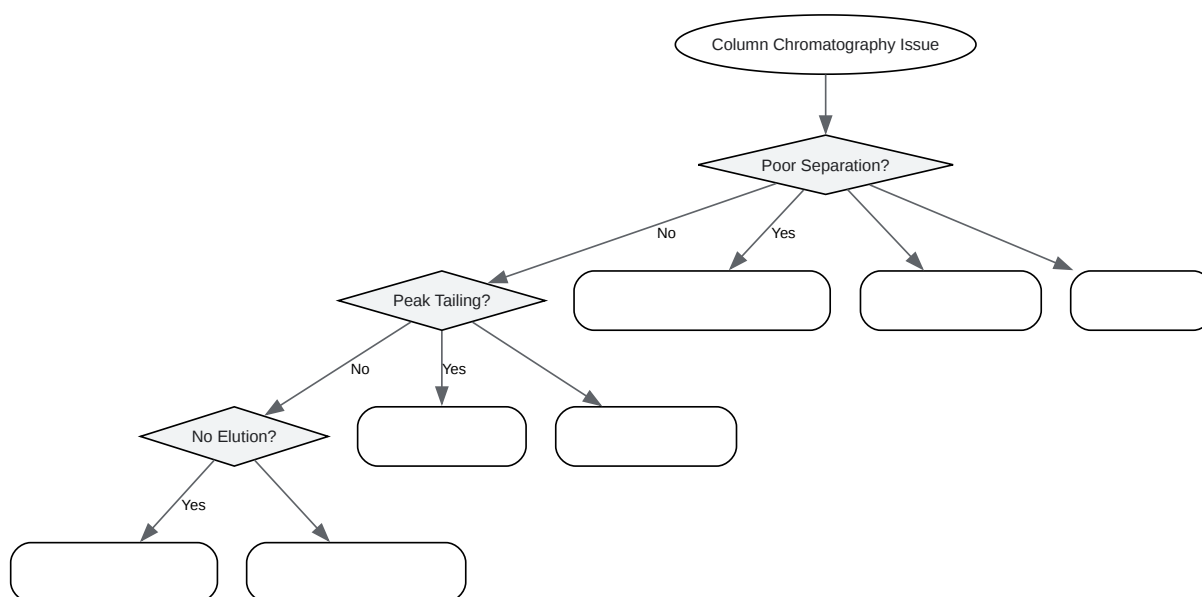 Column Chromatography Issue
Poor Separation?
No
Yes
Peak Tailing?
No
Yes
No Elution?
Yes